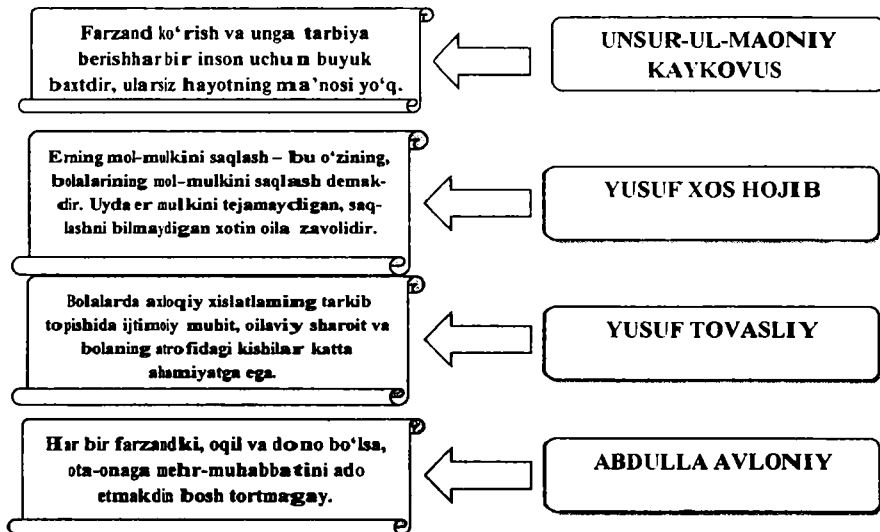 Farzand ko‘rish va unga tarbiya
berishharbir inson uchun buyuk
baxtdir, ularsiz hayotning ma’nosi yo‘q.
UNSUR-UL-MAONIY
KAYKOVUS
Erning mol-mulkini saqlash – bu o‘zining,
bolalarining mol-mulkini saqlash demak-
dir. Uyda er mulkini tejamaydigan, saq-
lashni bilmaydigan xotin oila zavolidir.
YUSUF XOS HOJIB
Bolalarda axloqiy xislatlarning tarkib
topishida ijtimoiy muhit, oilaviy sharoit va
bolaning atrofidagi kishilar katta
ahamiyatga ega.
YUSUF TOVASLIY
Har bir farzandki, oqil va dono bo‘lsa,
ota-onaga mehr-muhabbatini ado
etmakdin bosh tortmagay.
ABDULLA AVLONIY